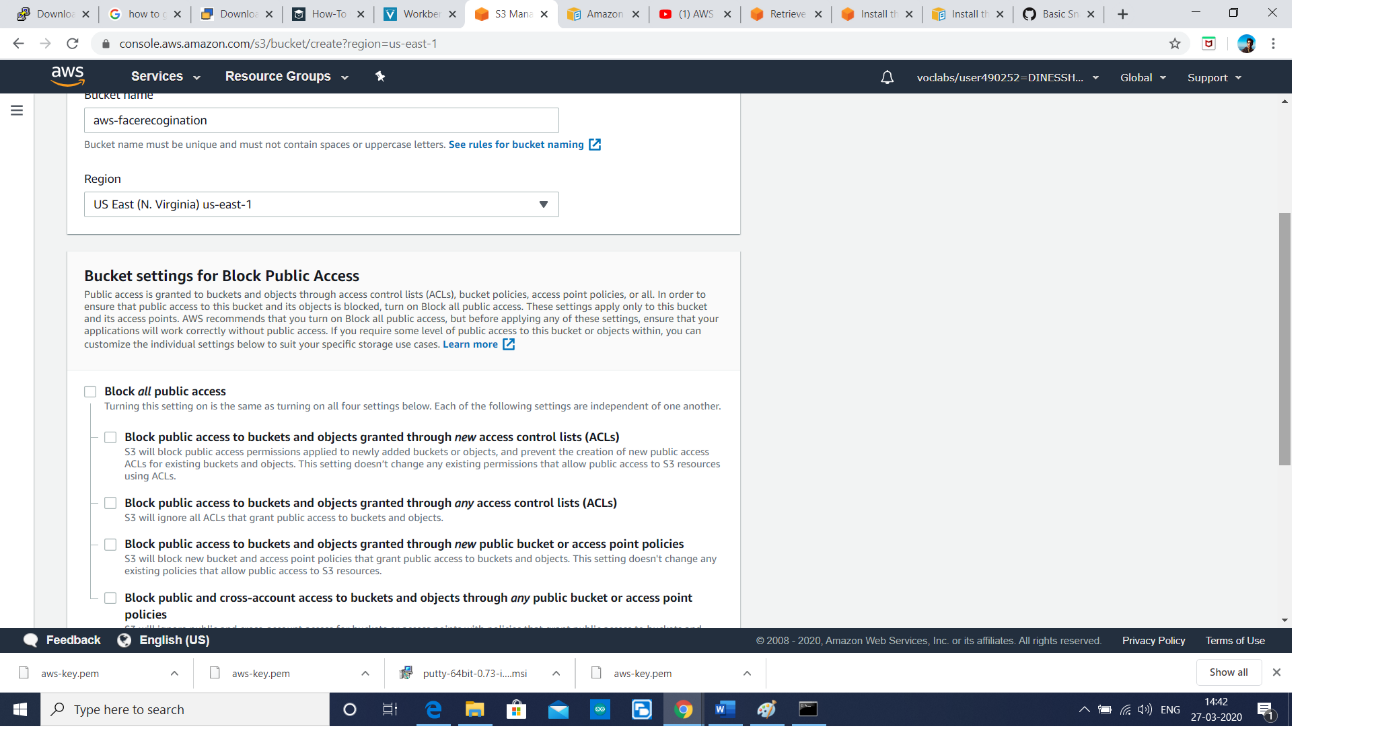 Downloa
how to g
Downloa
How-To
Workben
S3 Mana
Amazon
(1) AWS
Retrieve
Install th
Install th
Basic Sn
console.aws.amazon.com/s3/bucket/create?region=us-east-1
aws
Services
Resource Groups
voclabs/user490252=DINESSH...
Global
Support
Bucket name
aws-facerecogination
Bucket name must be unique and must not contain spaces or uppercase letters. See rules for bucket naming
Region
US East (N. Virginia) us-east-1
Bucket settings for Block Public Access
Public access is granted to buckets and objects through access control lists (ACLs), bucket policies, access point policies, or all. In order to
ensure that public access to this bucket and its objects is blocked, turn on Block all public access. These settings apply only to this bucket
and its access points. AWS recommends that you turn on Block all public access, but before applying any of these settings, ensure that your
applications will work correctly without public access. If you require some level of public access to this bucket or objects within, you can
customize the individual settings below to suit your specific storage use cases. Learn more
Block all public access
Turning this setting on is the same as turning on all four settings below. Each of the following settings are independent of one another.
Block public access to buckets and objects granted through new access control lists (ACLs)
S3 will block public access permissions applied to newly added buckets or objects, and prevent the creation of new public access
ACLs for existing buckets and objects. This setting doesn't change any existing permissions that allow public access to S3 resources
using ACLs.
Block public access to buckets and objects granted through any access control lists (ACLs)
S3 will ignore all ACLs that grant public access to buckets and objects.
Block public access to buckets and objects granted through new public bucket or access point policies
S3 will block new bucket and access point policies that grant public access to buckets and objects. This setting doesn't change any
existing policies that allow public access to S3 resources.
Block public and cross-account access to buckets and objects through any public bucket or access point
policies
Feedback
English (US)
© 2008 - 2020, Amazon Web Services, Inc. or its affiliates. All rights reserved.
Privacy Policy
Terms of Use
aws-key.pem
aws-key.pem
putty-64bit-0.73-i....msi
aws-key.pem
Show all
Type here to search
ENG
14:42
27-03-2020
1